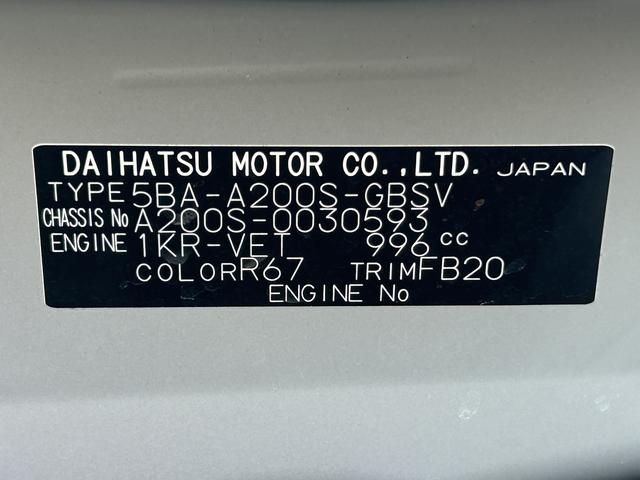 DAIHATSU MOTOR CO.,LTD. JAPAN
TYPE 5BA-A200S-GBSV
CHASSIS No A200S-0030593
ENGINE 1KR-VET 996 cc
COLOR R67 TRIM FB20
ENGINE No